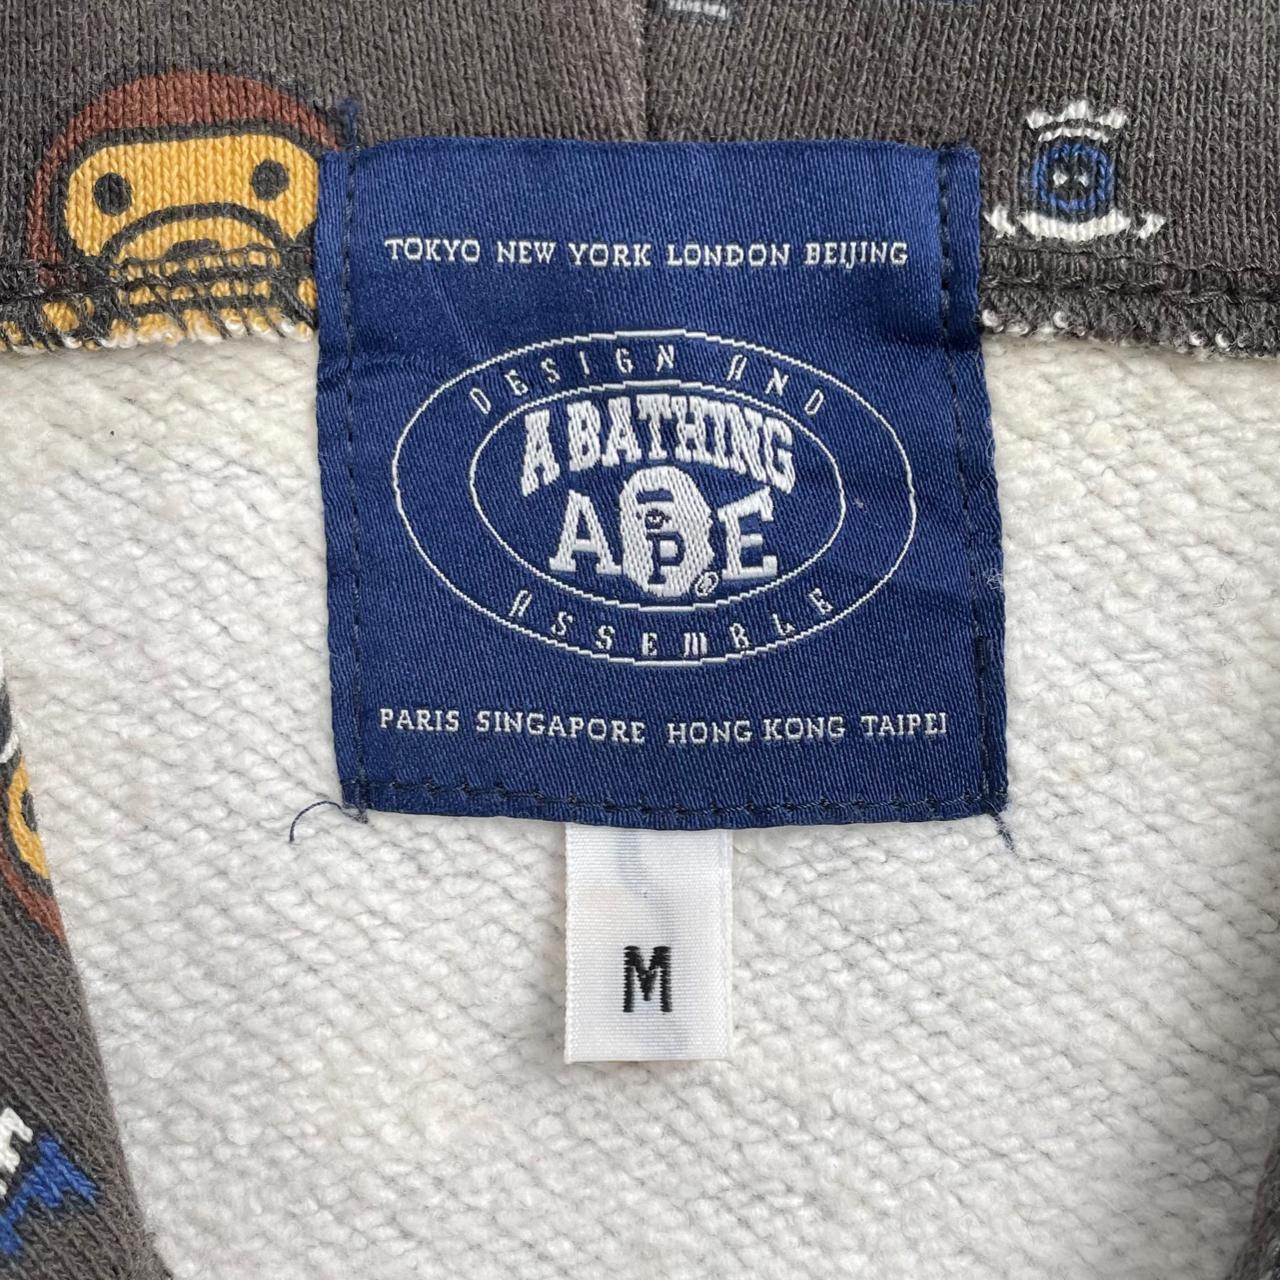 TOKYO NEW YORK LONDON BEIJING
DESIGN AND
A BATHING
APE
®
ASSEMBLE
PARIS SINGAPORE HONG KONG TAIPEI
M